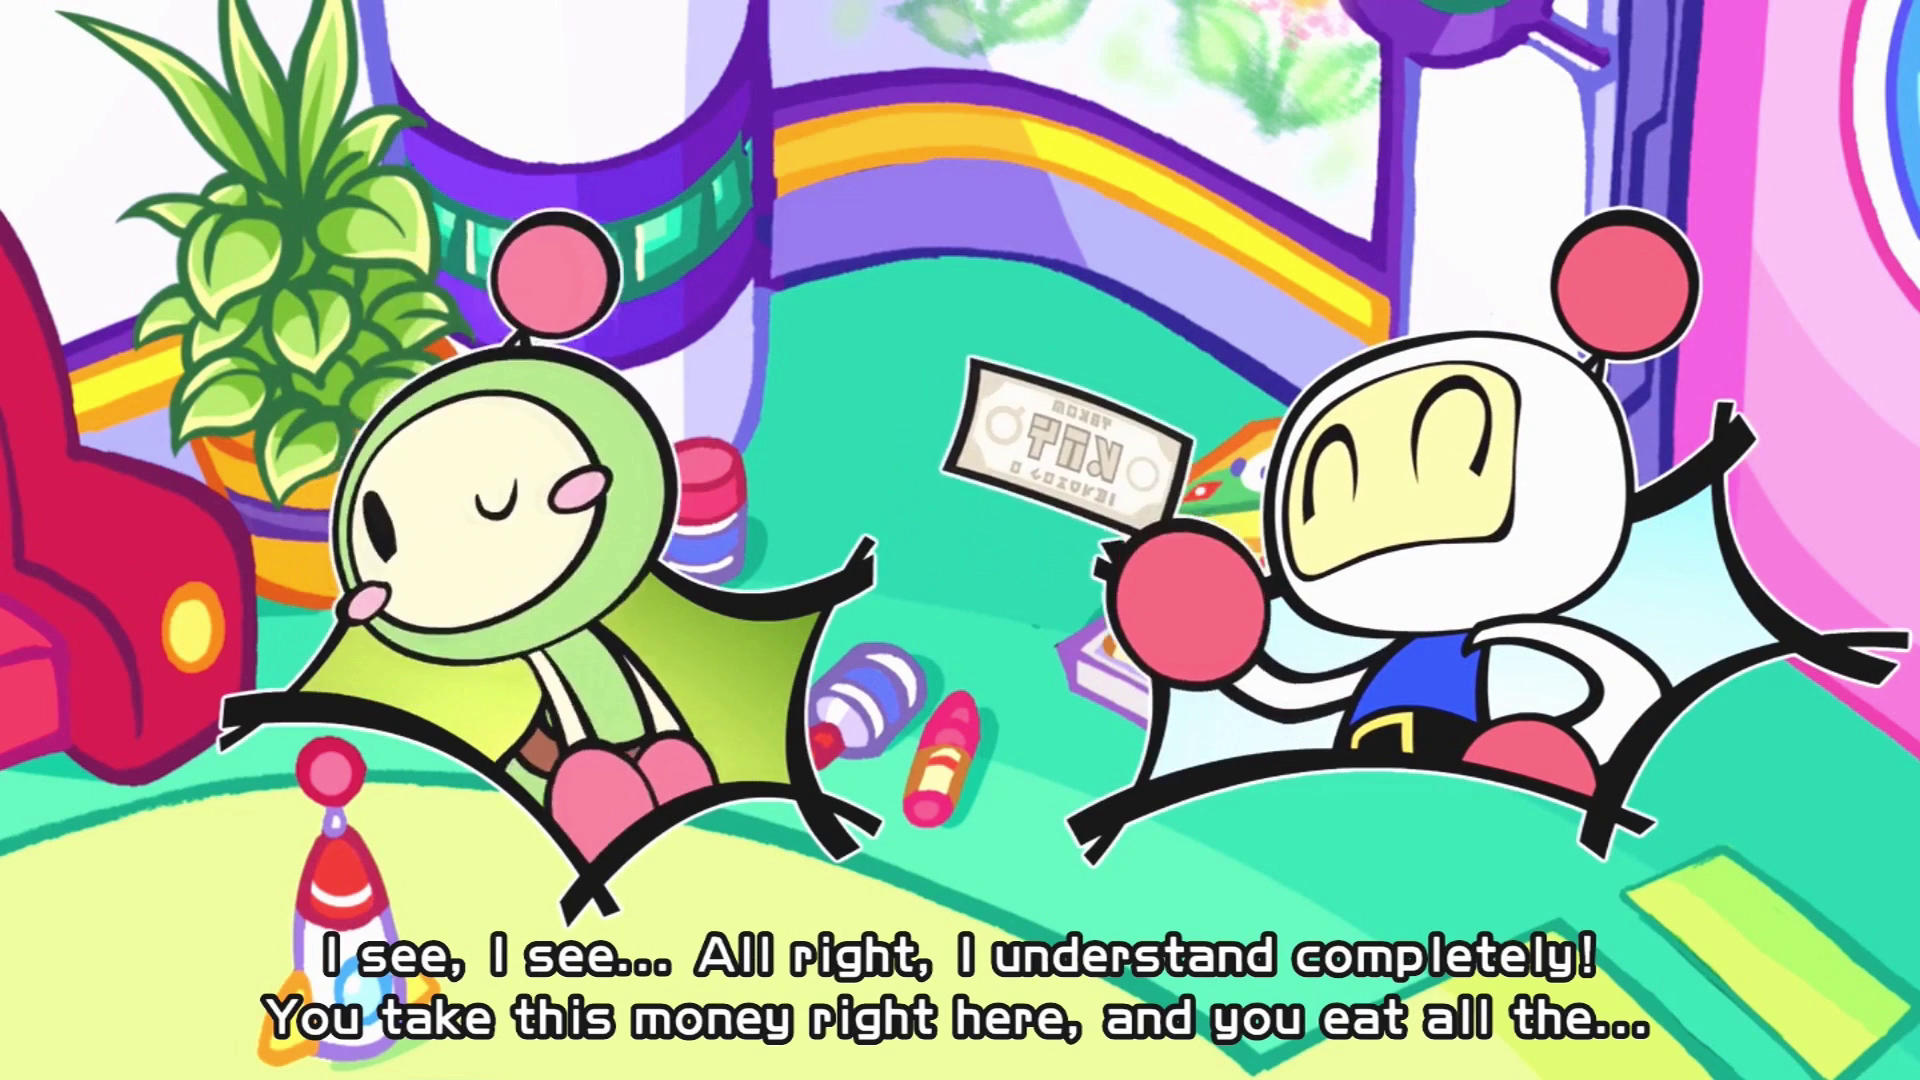 I see, I see... All right, I understand completely!
You take this money right here, and you eat all the...